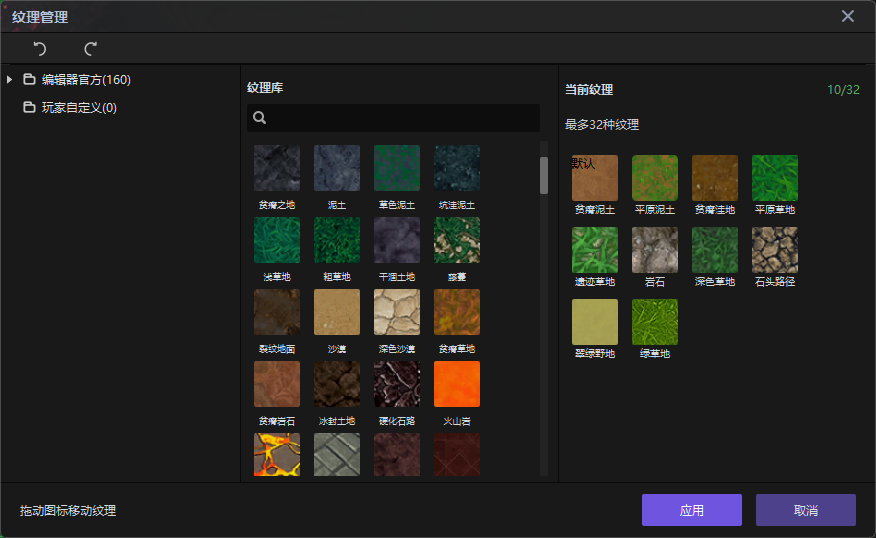 纹理管理
编辑器官方(160)
玩家自定义(0)
纹理库
贫瘠之地 泥土 草色泥土 坑洼泥土
浅草地 粗草地 干涸土地 藤蔓
裂纹地面 沙漠 深色沙漠 贫瘠草地
贫瘠岩石 冰封土地 硬化石路 火山岩
当前纹理 10/32
最多32种纹理
默认
贫瘠泥土 平原泥土 贫瘠洼地 平原草地
遗迹草地 岩石 深色草地 石头路径
翠绿野地 绿草地
拖动图标移动纹理
应用 取消